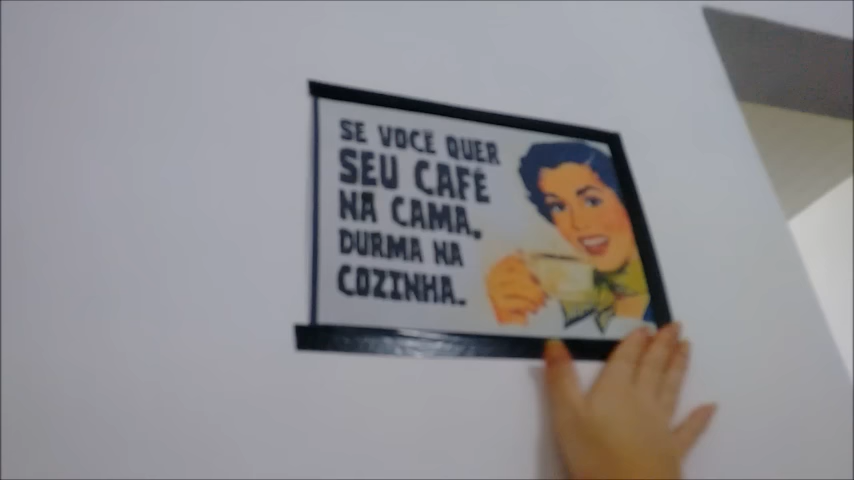 SE VOCÊ QUER
SEU CAFÉ
NA CAMA,
DURMA NA
COZINHA.